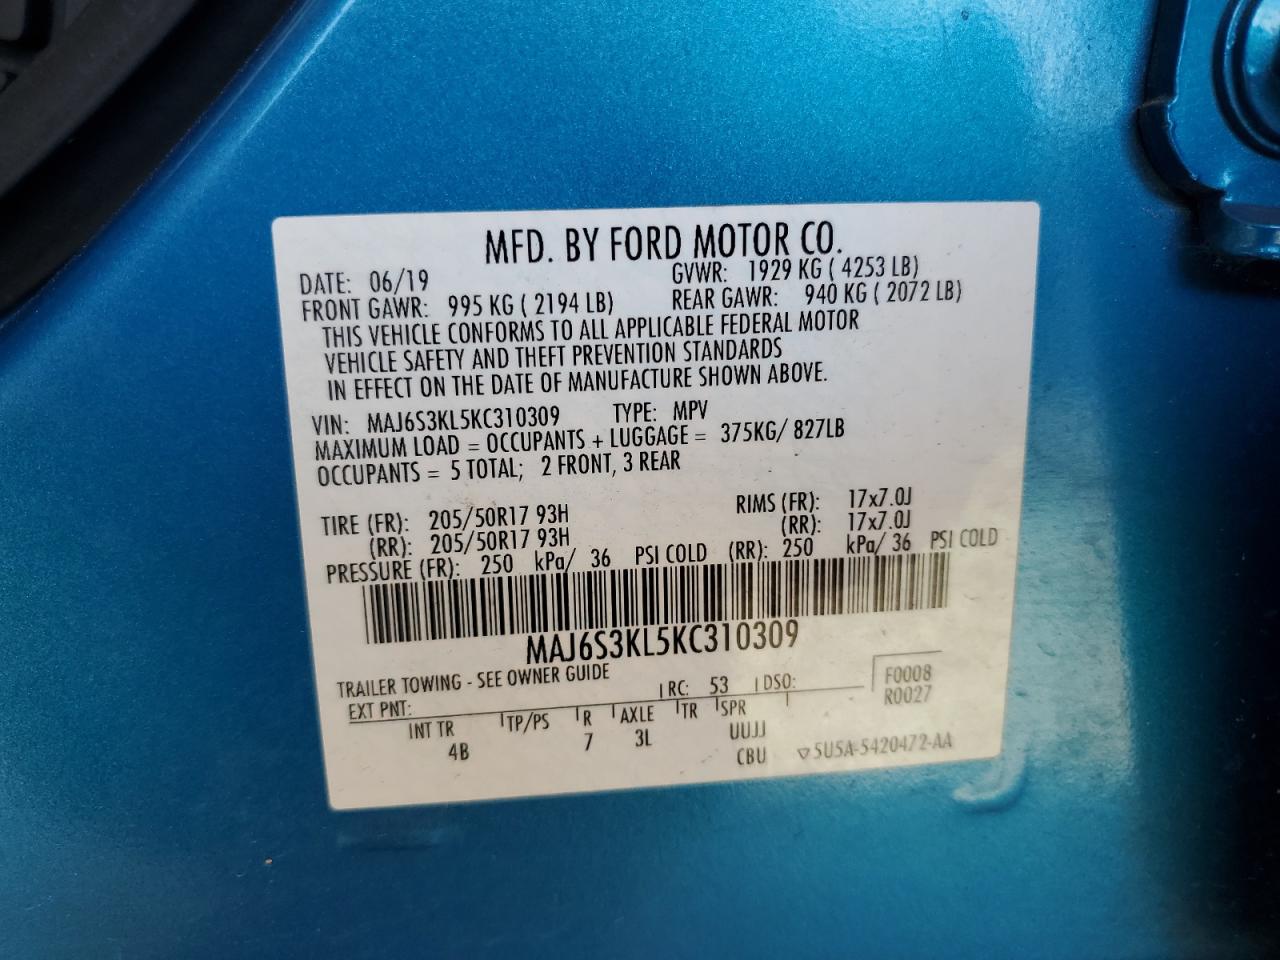 MFD. BY FORD MOTOR CO.
DATE: 06/19 GVWR: 1929 KG ( 4253 LB)
FRONT GAWR: 995 KG ( 2194 LB) REAR GAWR: 940 KG ( 2072 LB)
THIS VEHICLE CONFORMS TO ALL APPLICABLE FEDERAL MOTOR
VEHICLE SAFETY AND THEFT PREVENTION STANDARDS
IN EFFECT ON THE DATE OF MANUFACTURE SHOWN ABOVE.
VIN: MAJ6S3KL5KC310309 TYPE: MPV
MAXIMUM LOAD = OCCUPANTS + LUGGAGE = 375KG/ 827LB
OCCUPANTS = 5 TOTAL; 2 FRONT, 3 REAR
TIRE (FR): 205/50R17 93H RIMS (FR): 17x7.0J
(RR): 205/50R17 93H (RR): 17x7.0J
PRESSURE (FR): 250 kPa/ 36 PSI COLD (RR): 250 kPa/ 36 PSI COLD
MAJ6S3KL5KC310309
TRAILER TOWING - SEE OWNER GUIDE
EXT PNT: RC: 53 DSO: F0008
R0027
INT TR TP/PS R AXLE TR SPR
4B 7 3L UUJJ
CBU 5U5A-5420472-AA